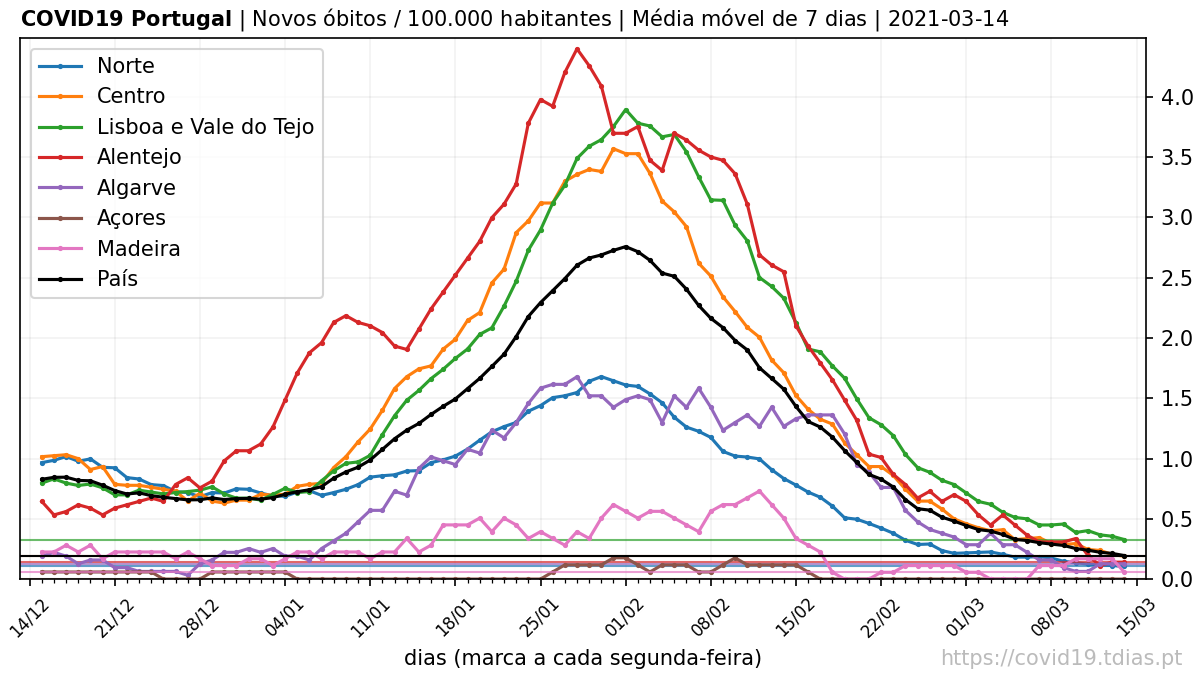 COVID19 Portugal | Novos óbitos / 100.000 habitantes | Média móvel de 7 dias | 2021-03-14
Norte
Centro
Lisboa e Vale do Tejo
Alentejo
Algarve
Açores
Madeira
País
4.0
3.5
3.0
2.5
2.0
1.5
1.0
0.5
0.0
14/12 21/12 28/12 04/01 11/01 18/01 25/01 01/02 08/02 15/02 22/02 01/03 08/03 15/03
dias (marca a cada segunda-feira)
https://covid19.tdias.pt